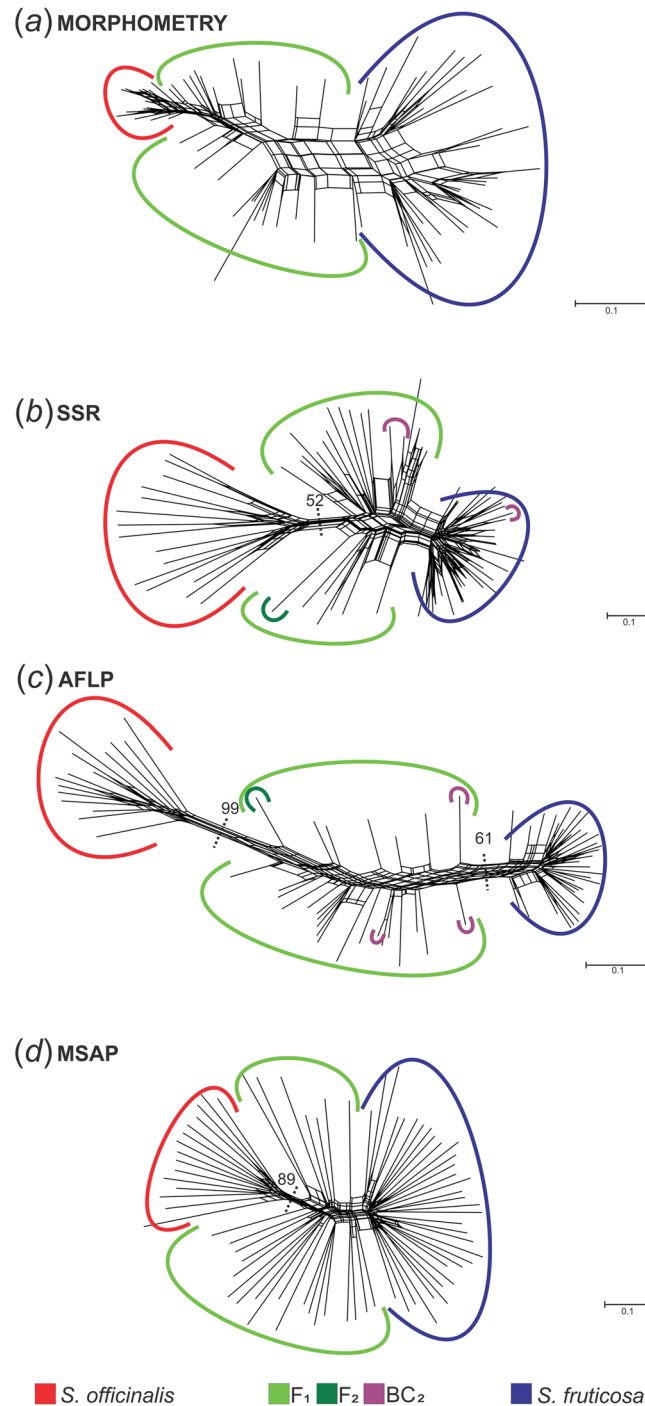 (a) MORPHOMETRY
0.1
(b) SSR
52
0.1
(c) AFLP
99
61
0.1
(d) MSAP
89
0.1
S. officinalis F₁ F₂ BC₂ S. fruticosa